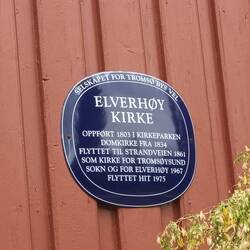 SELSKAPET FOR TROMSØ BYS VEL
ELVERHØY
KIRKE
OPPFØRT 1803 I KIRKEPARKEN
DOMKIRKE FRA 1834
FLYTTET TIL STRANDVEIEN 1861
SOM KIRKE FOR TROMSØYSUND
SOKN OG FOR ELVERHØY 1967
FLYTTET HIT 1975